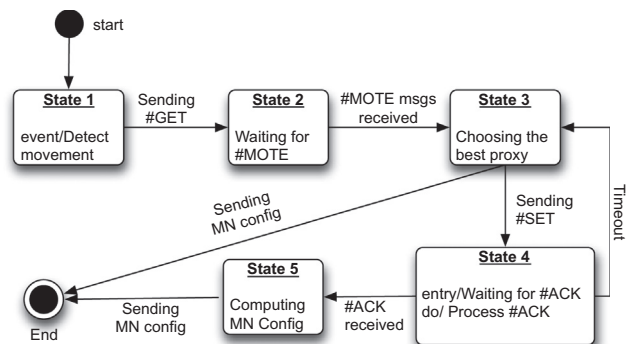 start
State 1
event/Detect
movement
Sending
#GET
State 2
Waiting for
#MOTE
#MOTE msgs
received
State 3
Choosing the
best proxy
Sending
MN config
Sending
#SET
Timeout
State 4
entry/Waiting for #ACK
do/ Process #ACK
#ACK
received
State 5
Computing
MN Config
Sending
MN config
End